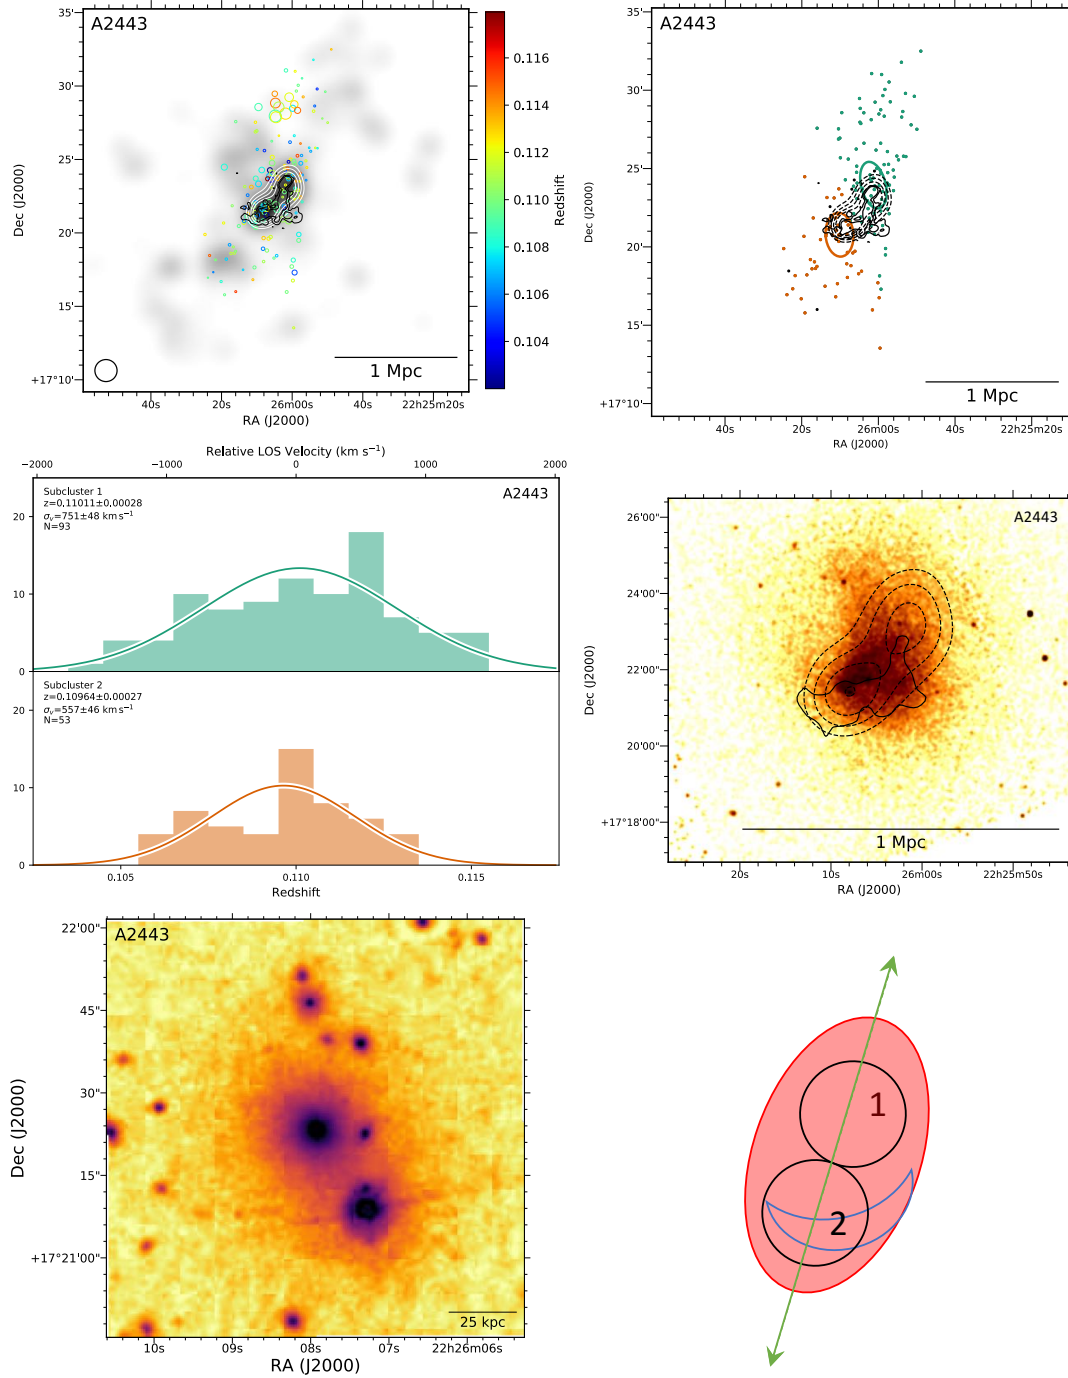 A2443
35'
30'
25'
20'
15'
+17°10'
Dec (J2000)
40s
20s
26m00s
40s
22h25m20s
RA (J2000)
1 Mpc
0.116
0.114
0.112
0.110
0.108
0.106
0.104
Redshift
A2443
35'
30'
25'
20'
15'
+17°10'
Dec (J2000)
40s
20s
26m00s
40s
22h25m20s
RA (J2000)
1 Mpc
Relative LOS Velocity (km s⁻¹)
−2000
−1000
0
1000
2000
Subcluster 1
z=0.11011±0.00028
σᵥ=751±48 km s⁻¹
N=93
A2443
20
10
0
Subcluster 2
z=0.10964±0.00027
σᵥ=557±46 km s⁻¹
N=53
20
10
0
0.105
0.110
0.115
Redshift
A2443
26'00"
24'00"
22'00"
20'00"
+17°18'00"
Dec (J2000)
20s
10s
26m00s
22h25m50s
RA (J2000)
1 Mpc
A2443
22'00"
45"
30"
15"
+17°21'00"
Dec (J2000)
10s
09s
08s
07s
22h26m06s
RA (J2000)
25 kpc
1
2